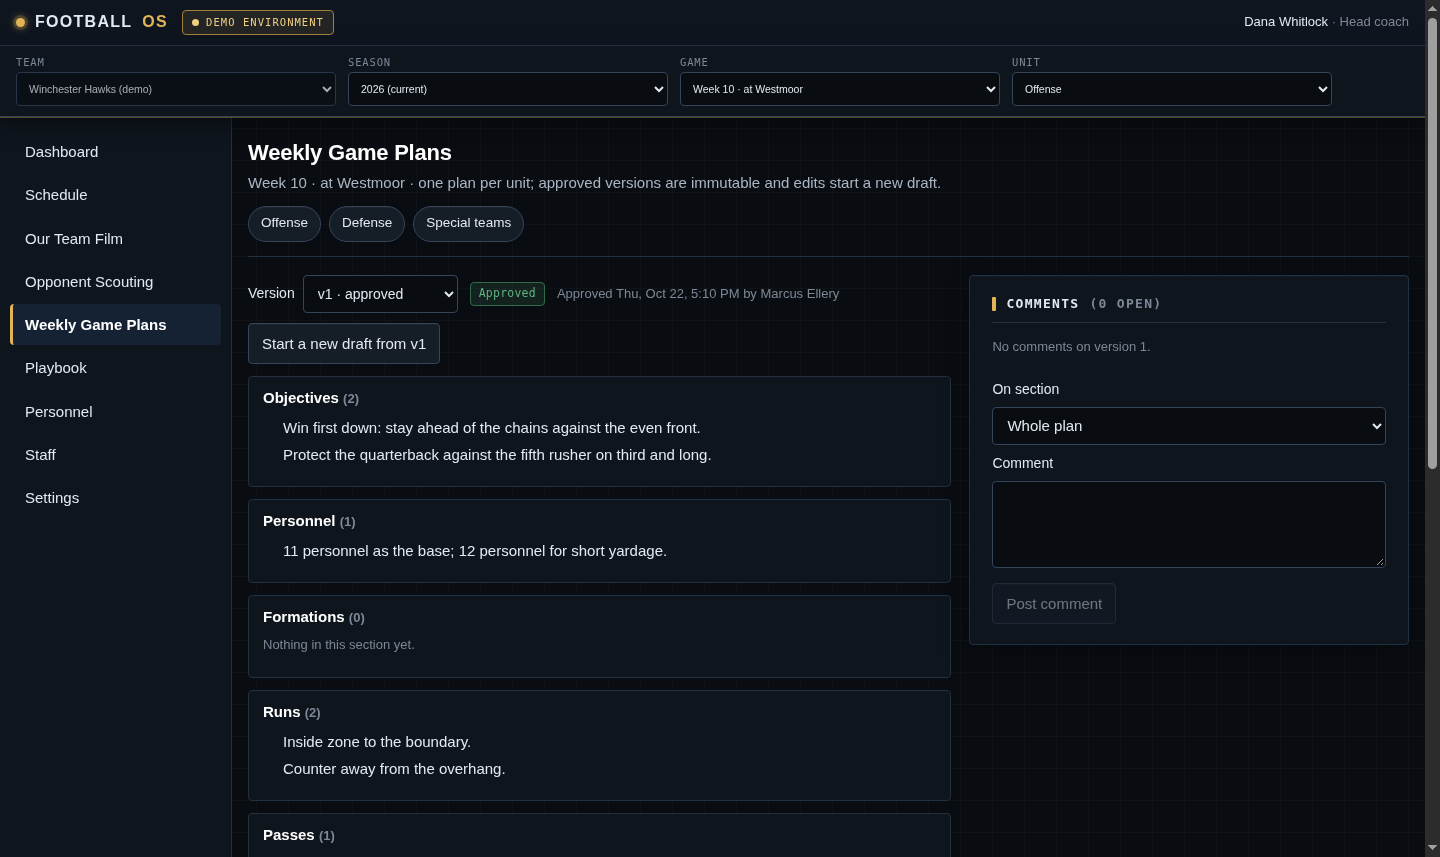 FOOTBALL OS
DEMO ENVIRONMENT
Dana Whitlock · Head coach
TEAM
SEASON
GAME
UNIT
Winchester Hawks (demo)
2026 (current)
Week 10 · at Westmoor
Offense
Dashboard
Schedule
Our Team Film
Opponent Scouting
Weekly Game Plans
Playbook
Personnel
Staff
Settings
Weekly Game Plans
Week 10 · at Westmoor · one plan per unit; approved versions are immutable and edits start a new draft.
Offense
Defense
Special teams
Version
v1 · approved
Approved
Approved Thu, Oct 22, 5:10 PM by Marcus Ellery
Start a new draft from v1
Objectives (2)
Win first down: stay ahead of the chains against the even front.
Protect the quarterback against the fifth rusher on third and long.
Personnel (1)
11 personnel as the base; 12 personnel for short yardage.
Formations (0)
Nothing in this section yet.
Runs (2)
Inside zone to the boundary.
Counter away from the overhang.
Passes (1)
COMMENTS (0 OPEN)
No comments on version 1.
On section
Whole plan
Comment
Post comment